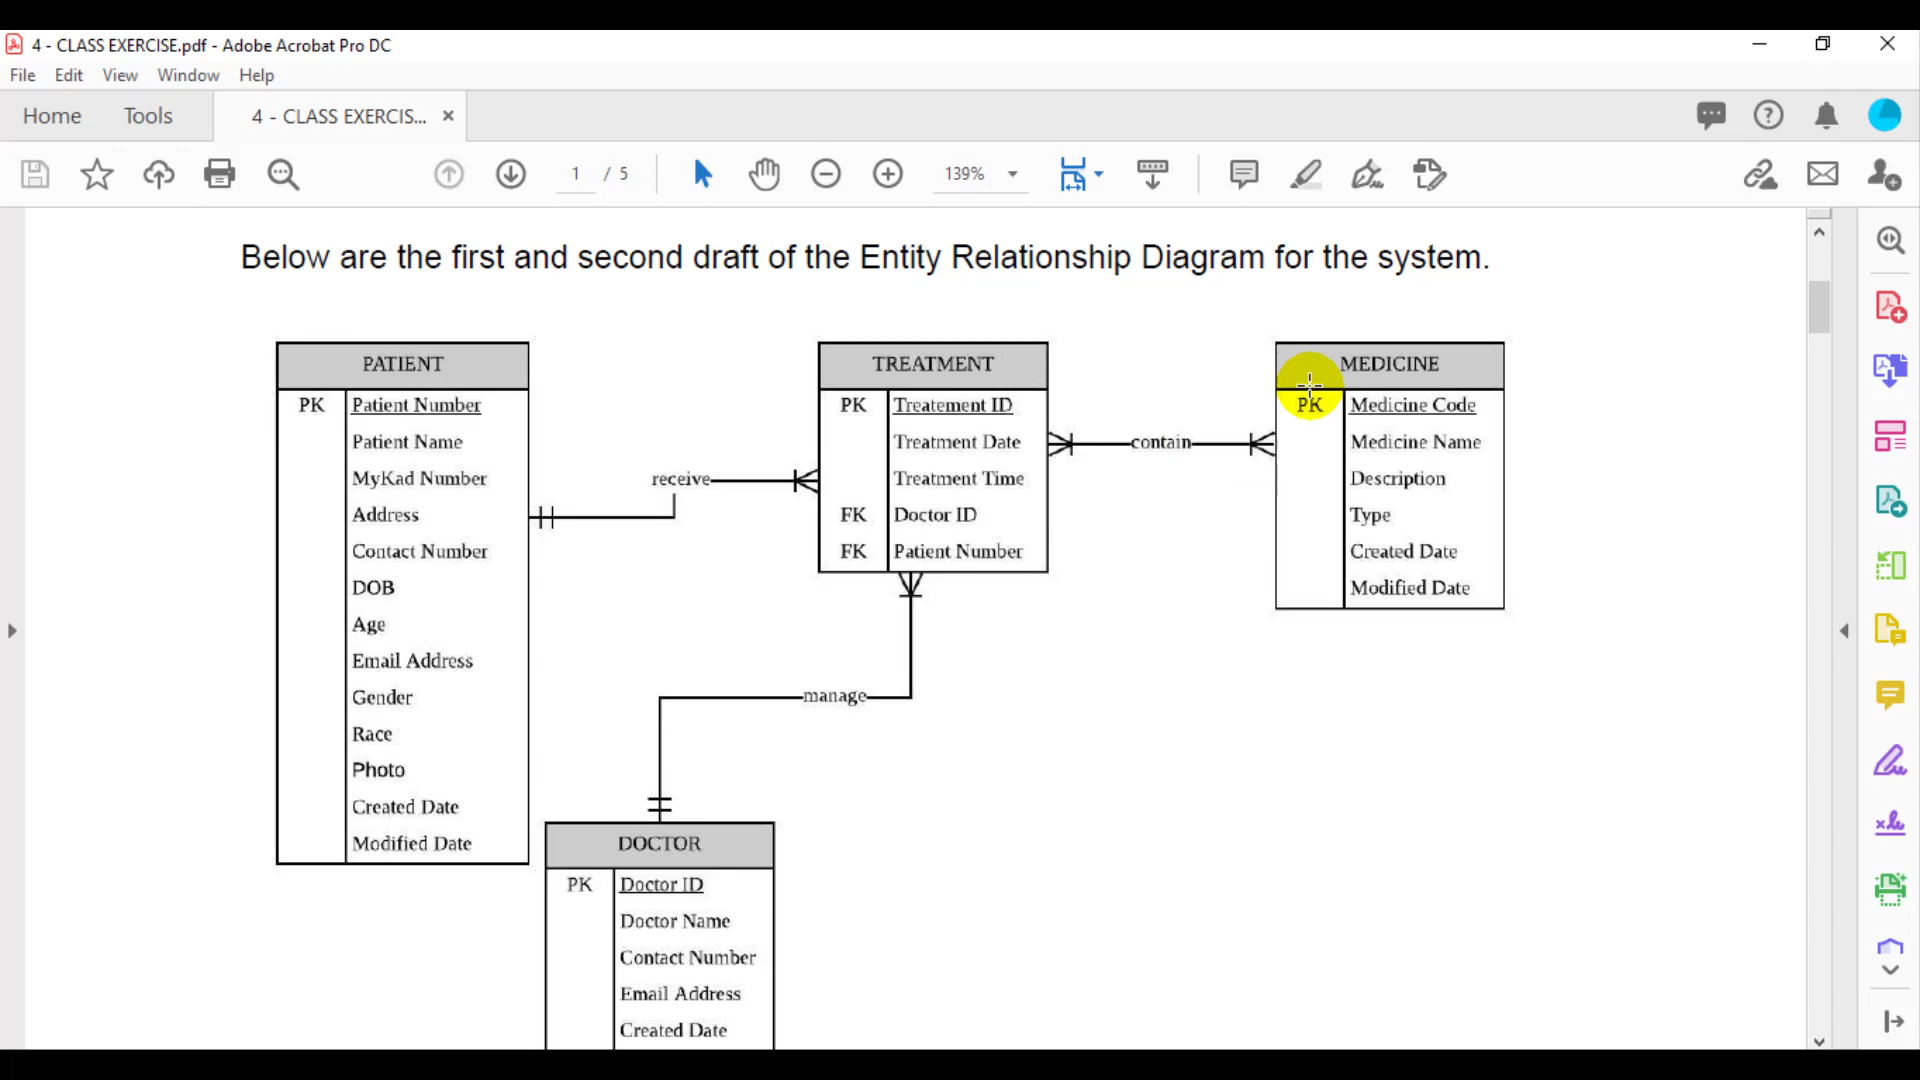 4 - CLASS EXERCISE.pdf - Adobe Acrobat Pro DC
File Edit View Window Help
Home Tools 4 - CLASS EXERCIS... ×
1 / 5 139%
Below are the first and second draft of the Entity Relationship Diagram for the system.
PATIENT
PK Patient Number
Patient Name
MyKad Number
Address
Contact Number
DOB
Age
Email Address
Gender
Race
Photo
Created Date
Modified Date
receive
TREATMENT
PK Treatement ID
Treatment Date
Treatment Time
FK Doctor ID
FK Patient Number
contain
MEDICINE
PK Medicine Code
Medicine Name
Description
Type
Created Date
Modified Date
manage
DOCTOR
PK Doctor ID
Doctor Name
Contact Number
Email Address
Created Date